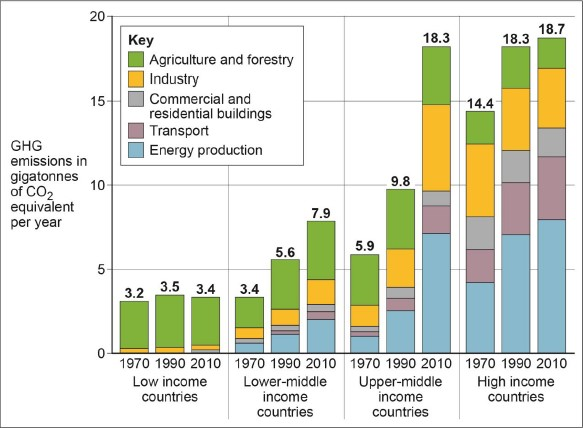 20
15
10
5
0
GHG
emissions in
gigatonnes
of CO2
equivalent
per year
Key
Agriculture and forestry
Industry
Commercial and
residential buildings
Transport
Energy production
3.2 3.5 3.4
3.4 5.6 7.9
5.9 9.8 18.3
14.4 18.3 18.7
1970 1990 2010 1970 1990 2010 1970 1990 2010 1970 1990 2010
Low income
countries
Lower-middle
income
countries
Upper-middle
income
countries
High income
countries